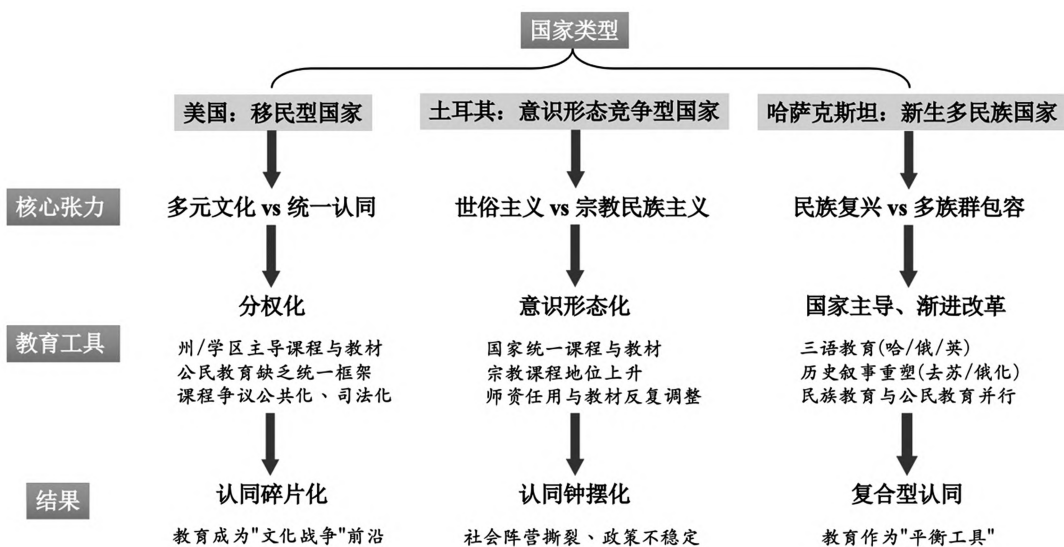 国家类型
美国：移民型国家
土耳其：意识形态竞争型国家
哈萨克斯坦：新生多民族国家
核心张力
多元文化 vs 统一认同
世俗主义 vs 宗教民族主义
民族复兴 vs 多族群包容
教育工具
分权化
州/学区主导课程与教材
公民教育缺乏统一框架
课程争议公共化、司法化
意识形态化
国家统一课程与教材
宗教课程地位上升
师资任用与教材反复调整
国家主导、渐进改革
三语教育(哈/俄/英)
历史叙事重塑(去苏/俄化)
民族教育与公民教育并行
结果
认同碎片化
教育成为"文化战争"前沿
认同钟摆化
社会阵营撕裂、政策不稳定
复合型认同
教育作为"平衡工具"